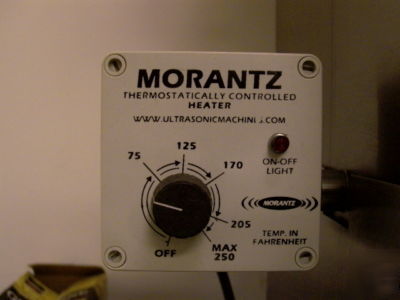 MORANTZ
THERMOSTATICALLY CONTROLLED
HEATER
WWW.ULTRASONICMACHINES.COM
ON-OFF
LIGHT
75
125
170
205
MAX
250
OFF
MORANTZ
TEMP. IN
FAHRENHEIT